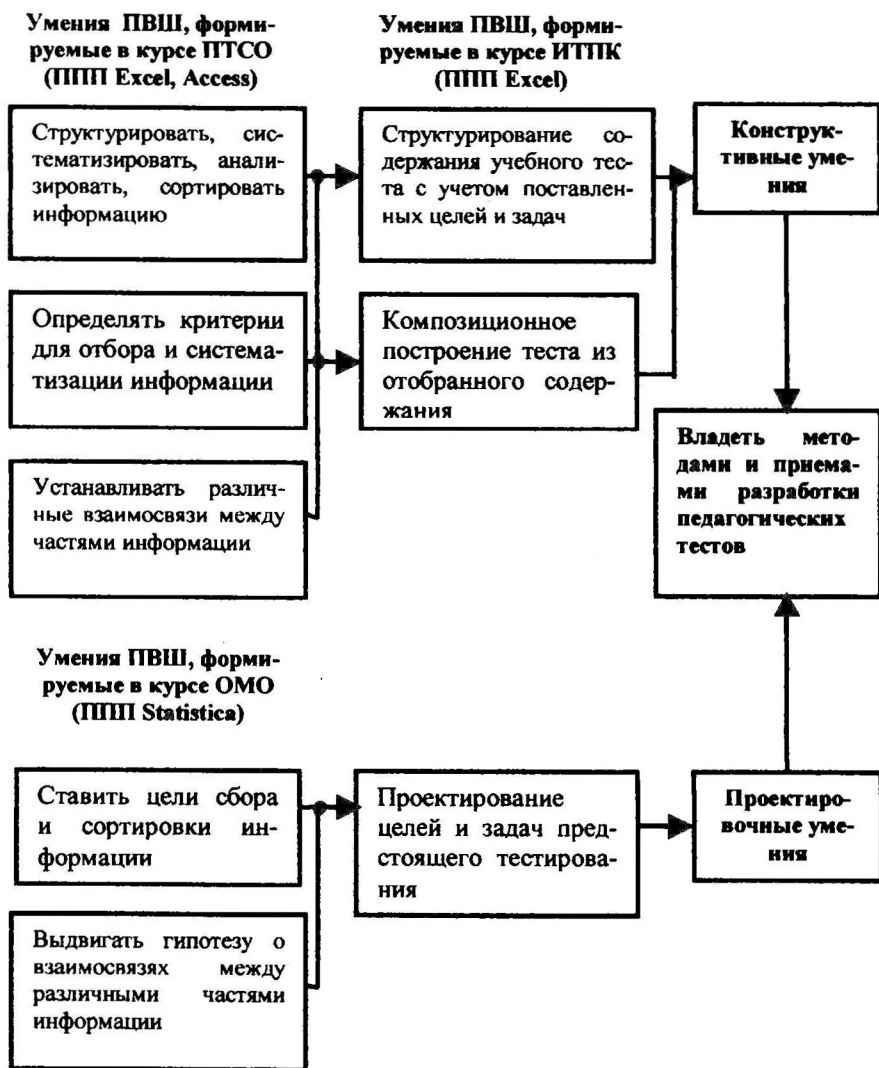 Умения ПВШ, форми-
руемые в курсе ПТСО
(ППП Excel, Access)
Умения ПВШ, форми-
руемые в курсе ИТПК
(ППП Excel)
Структурировать, сис-
тематизировать, анали-
зировать, сортировать
информацию
Структурирование со-
держания учебного тес-
та с учетом поставлен-
ных целей и задач
Конструк-
тивные уме-
ния
Определять критерии
для отбора и система-
тизации информации
Композиционное
построение теста из
отобранного содер-
жания
Устанавливать различ-
ные взаимосвязи между
частями информации
Владеть мето-
дами и приема-
ми разработки
педагогических
тестов
Умения ПВШ, форми-
руемые в курсе ОМО
(ППП Statistica)
Ставить цели сбора
и сортировки ин-
формации
Проектирование
целей и задач пред-
стоящего тестирова-
ния
Проектиро-
вочные уме-
ния
Выдвигать гипотезу о
взаимосвязях между
различными частями
информации